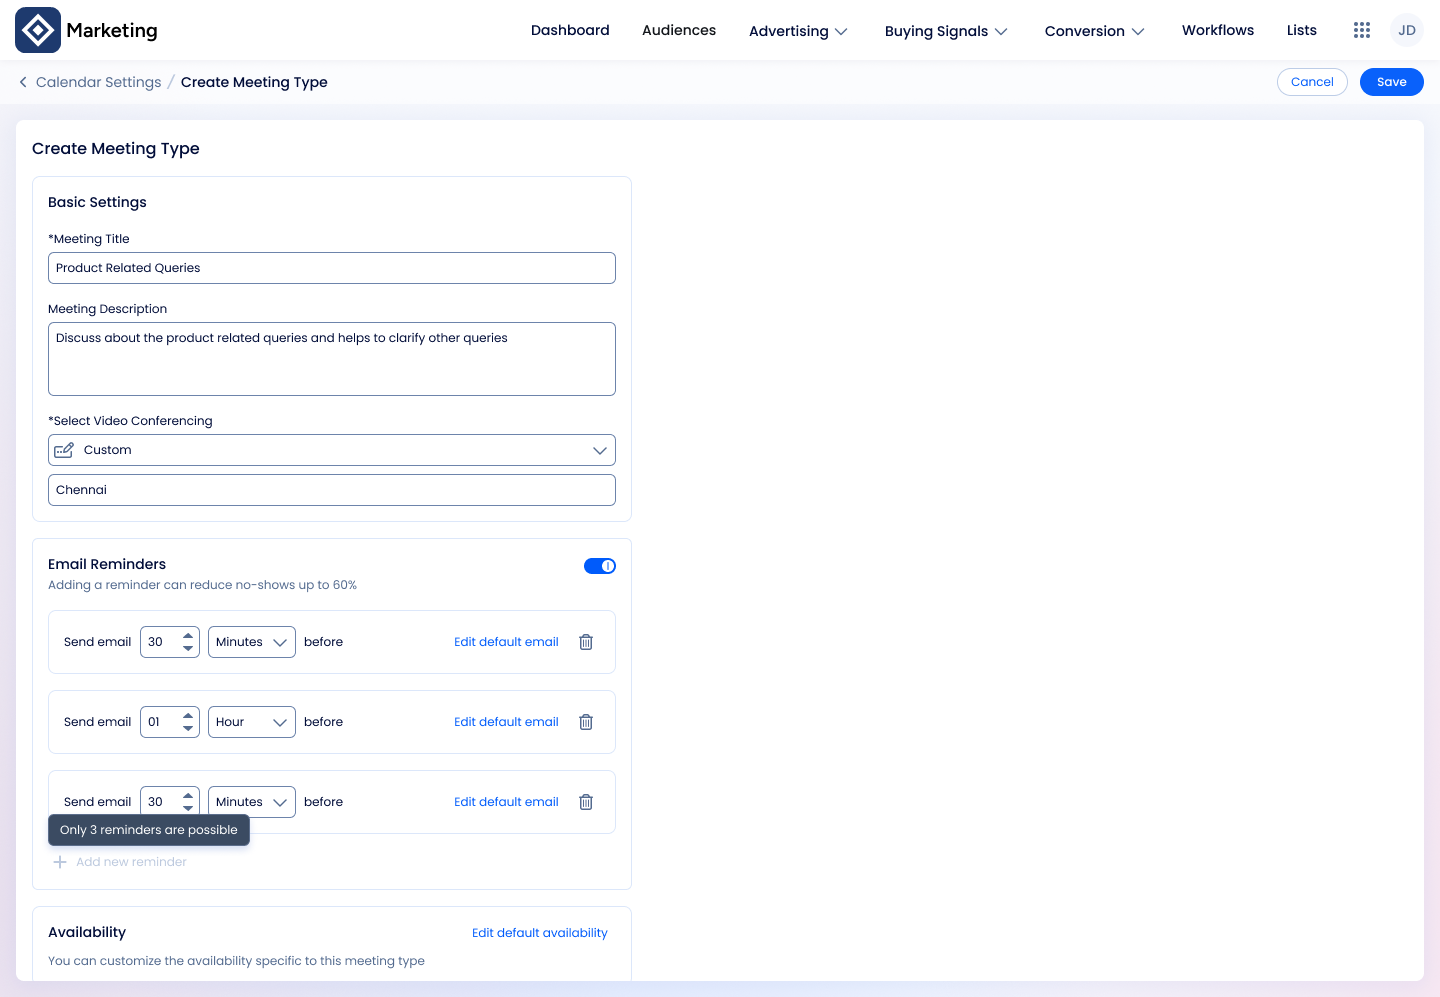 Marketing
Dashboard
Audiences
Advertising
Buying Signals
Conversion
Workflows
Lists
JD
Calendar Settings / Create Meeting Type
Cancel
Save
Create Meeting Type
Basic Settings
*Meeting Title
Product Related Queries
Meeting Description
Discuss about the product related queries and helps to clarify other queries
*Select Video Conferencing
Custom
Chennai
Email Reminders
Adding a reminder can reduce no-shows up to 60%
Send email 30 Minutes before Edit default email
Send email 01 Hour before Edit default email
Send email 30 Minutes before Edit default email
Only 3 reminders are possible
Add new reminder
Availability Edit default availability
You can customize the availability specific to this meeting type